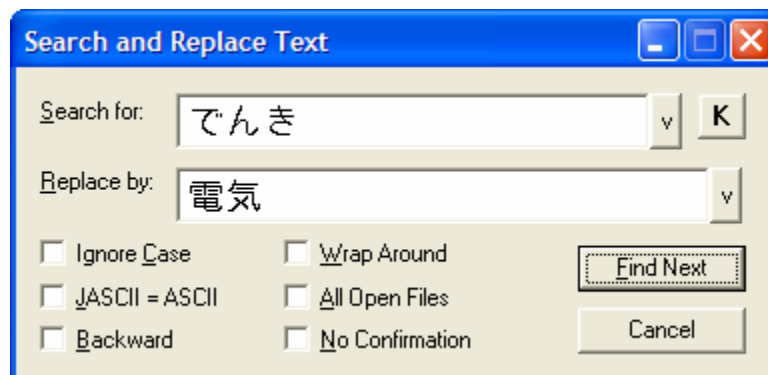 Search and Replace Text
Search for: でんき v K
Replace by: 電気 v
Ignore Case Wrap Around Find Next
JASCII = ASCII All Open Files
Backward No Confirmation Cancel